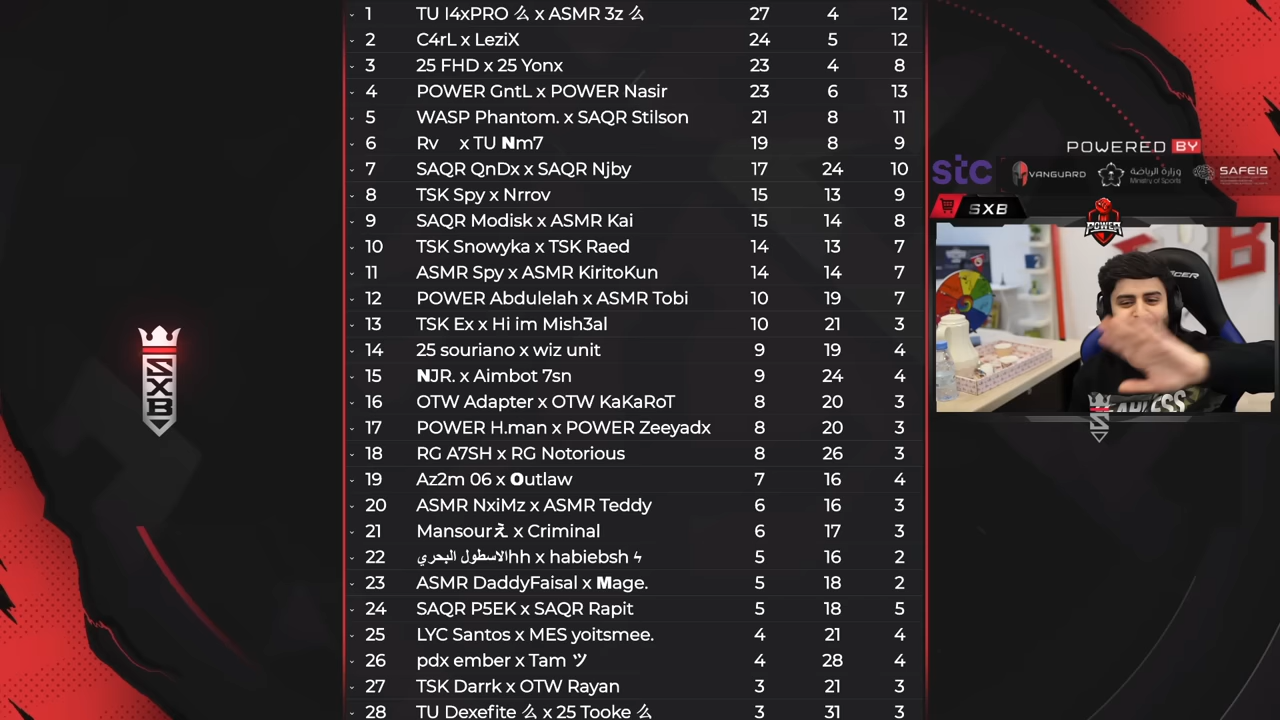 1 TU I4xPRO 么 x ASMR 3z 么 27 4 12
2 C4rL x LeziX 24 5 12
3 25 FHD x 25 Yonx 23 4 8
4 POWER GntL x POWER Nasir 23 6 13
5 WASP Phantom. x SAQR Stilson 21 8 11
6 Rv x TU Nm7 19 8 9
7 SAQR QnDx x SAQR Njby 17 24 10
8 TSK Spy x Nrrov 15 13 9
9 SAQR Modisk x ASMR Kai 15 14 8
10 TSK Snowyka x TSK Raed 14 13 7
11 ASMR Spy x ASMR KiritoKun 14 14 7
12 POWER Abdulelah x ASMR Tobi 10 19 7
13 TSK Ex x Hi im Mish3al 10 21 3
14 25 souriano x wiz unit 9 19 4
15 NJR. x Aimbot 7sn 9 24 4
16 OTW Adapter x OTW KaKaRoT 8 20 3
17 POWER H.man x POWER Zeeyadx 8 20 3
18 RG A7SH x RG Notorious 8 26 3
19 Az2m 06 x Outlaw 7 16 4
20 ASMR NxiMz x ASMR Teddy 6 16 3
21 Mansourえ x Criminal 6 17 3
22 الاسطول البحريhh x habiebsh ϟ 5 16 2
23 ASMR DaddyFaisal x Mage. 5 18 2
24 SAQR P5EK x SAQR Rapit 5 18 5
25 LYC Santos x MES yoitsmee. 4 21 4
26 pdx ember x Tam ツ 4 28 4
27 TSK Darrk x OTW Rayan 3 21 3
28 TU Dexefite 么 x 25 Tooke 么 3 31 3
SXB
POWERED BY
stc VANGUARD وزارة الرياضة Ministry of Sports SAFEIS
SXB
POWER